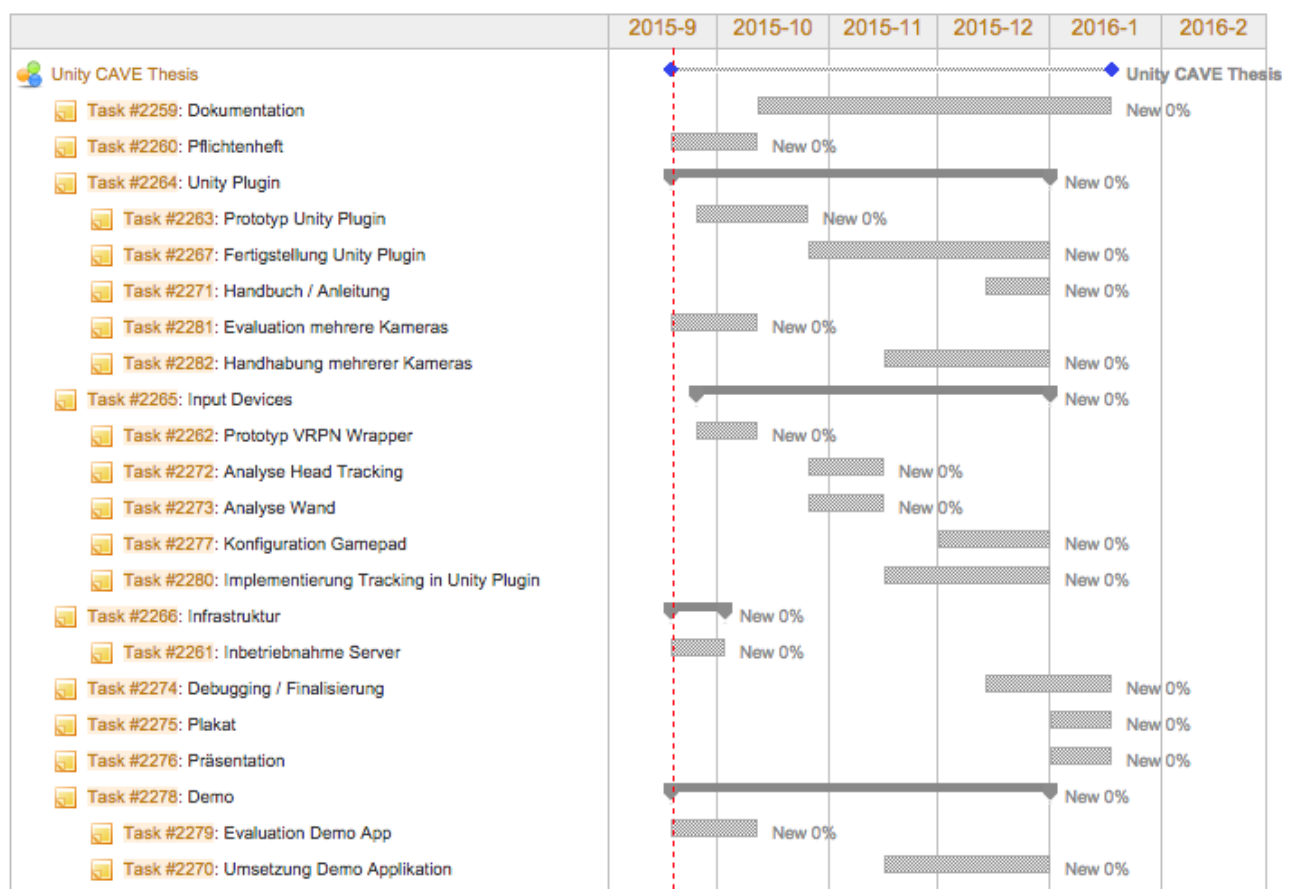 2015-9 2015-10 2015-11 2015-12 2016-1 2016-2
Unity CAVE Thesis Unity CAVE Thesis
Task #2259: Dokumentation New 0%
Task #2260: Pflichtenheft New 0%
Task #2264: Unity Plugin New 0%
Task #2263: Prototyp Unity Plugin New 0%
Task #2267: Fertigstellung Unity Plugin New 0%
Task #2271: Handbuch / Anleitung New 0%
Task #2281: Evaluation mehrere Kameras New 0%
Task #2282: Handhabung mehrerer Kameras New 0%
Task #2265: Input Devices New 0%
Task #2262: Prototyp VRPN Wrapper New 0%
Task #2272: Analyse Head Tracking New 0%
Task #2273: Analyse Wand New 0%
Task #2277: Konfiguration Gamepad New 0%
Task #2280: Implementierung Tracking in Unity Plugin New 0%
Task #2266: Infrastruktur New 0%
Task #2261: Inbetriebnahme Server New 0%
Task #2274: Debugging / Finalisierung New 0%
Task #2275: Plakat New 0%
Task #2276: Präsentation New 0%
Task #2278: Demo New 0%
Task #2279: Evaluation Demo App New 0%
Task #2270: Umsetzung Demo Applikation New 0%